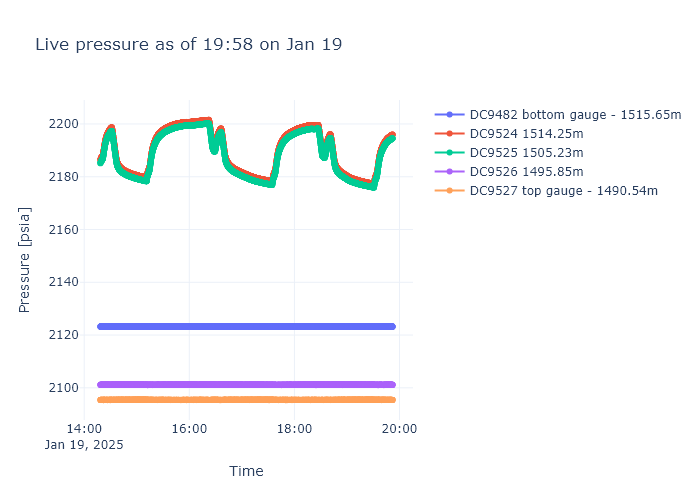 Live pressure as of 19:58 on Jan 19
DC9482 bottom gauge - 1515.65m
DC9524 1514.25m
DC9525 1505.23m
DC9526 1495.85m
DC9527 top gauge - 1490.54m
Pressure [psia]
2200
2180
2160
2140
2120
2100
14:00
16:00
18:00
20:00
Jan 19, 2025
Time